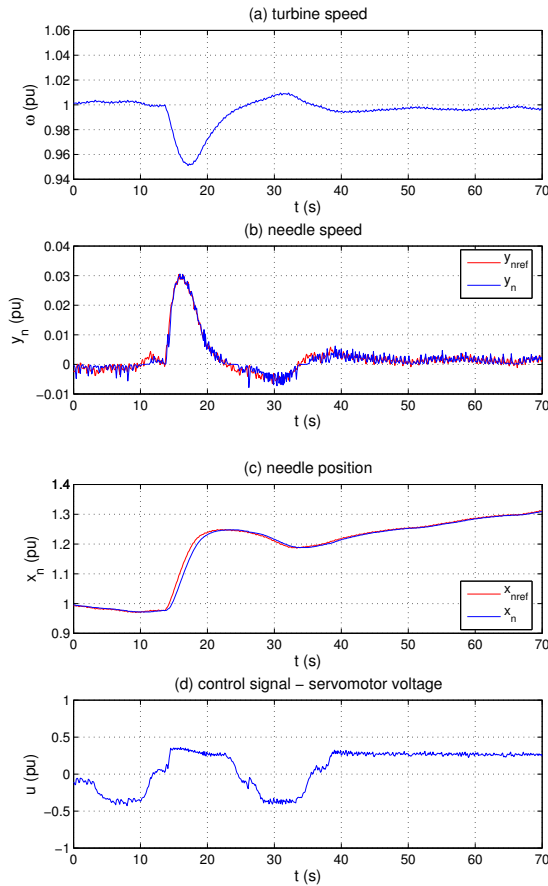 (a) turbine speed
1.06
1.04
1.02
1
0.98
0.96
0.94
ω (pu)
0 10 20 30 40 50 60 70
t (s)
(b) needle speed
0.04
0.03
0.02
0.01
0
−0.01
y_n (pu)
y_nref
y_n
0 10 20 30 40 50 60 70
t (s)
(c) needle position
1.4
1.3
1.2
1.1
1
0.9
x_n (pu)
x_nref
x_n
0 10 20 30 40 50 60 70
t (s)
(d) control signal − servomotor voltage
1
0.5
0
−0.5
−1
u (pu)
0 10 20 30 40 50 60 70
t (s)